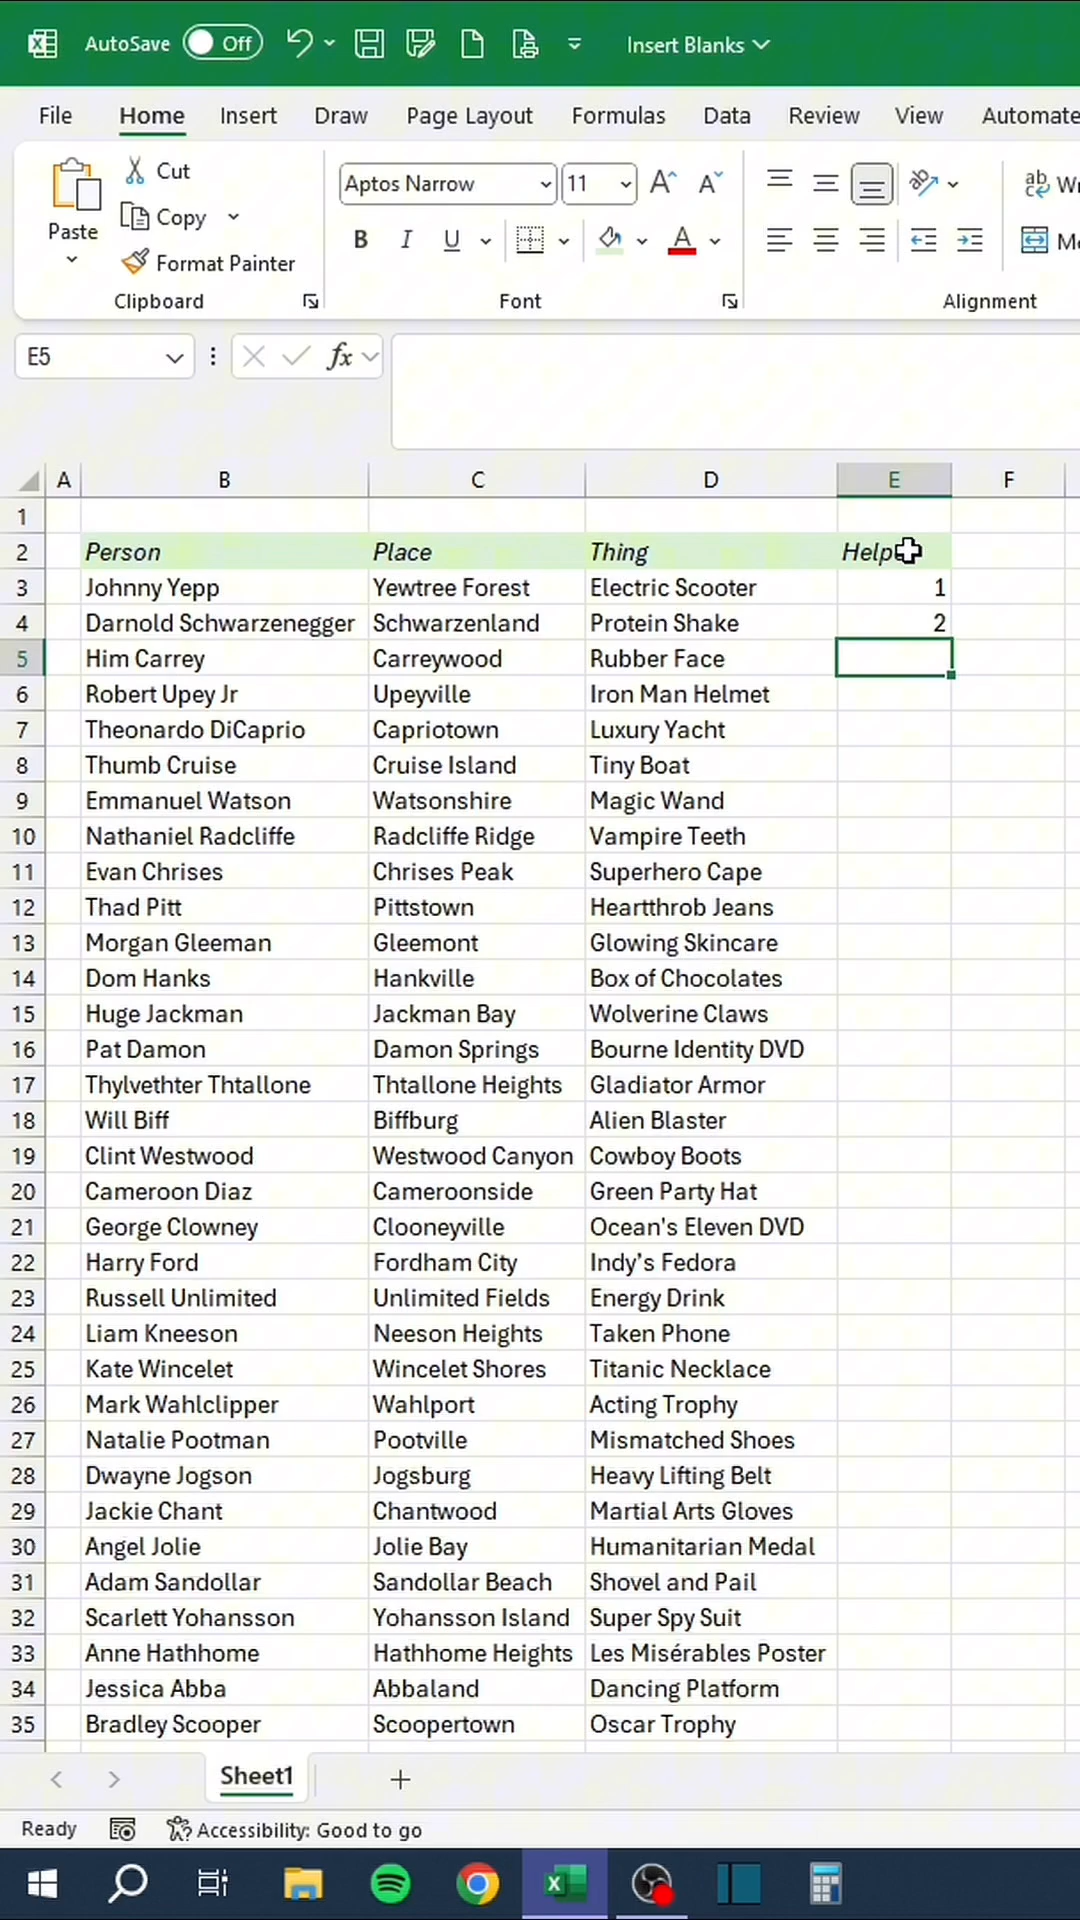 AutoSave Off Insert Blanks
File Home Insert Draw Page Layout Formulas Data Review View Automate
Paste Cut Copy Format Painter
Clipboard
Aptos Narrow 11 A A
B I U A
Font
ab
c
Alignment
E5 fx
A B C D E F
1
2 Person Place Thing Help
3 Johnny Yepp Yewtree Forest Electric Scooter 1
4 Darnold Schwarzenegger Schwarzenland Protein Shake 2
5 Him Carrey Carreywood Rubber Face
6 Robert Upey Jr Upeyville Iron Man Helmet
7 Theonardo DiCaprio Capriotown Luxury Yacht
8 Thumb Cruise Cruise Island Tiny Boat
9 Emmanuel Watson Watsonshire Magic Wand
10 Nathaniel Radcliffe Radcliffe Ridge Vampire Teeth
11 Evan Chrises Chrises Peak Superhero Cape
12 Thad Pitt Pittstown Heartthrob Jeans
13 Morgan Gleeman Gleemont Glowing Skincare
14 Dom Hanks Hankville Box of Chocolates
15 Huge Jackman Jackman Bay Wolverine Claws
16 Pat Damon Damon Springs Bourne Identity DVD
17 Thylvethter Thtallone Thtallone Heights Gladiator Armor
18 Will Biff Biffburg Alien Blaster
19 Clint Westwood Westwood Canyon Cowboy Boots
20 Cameroon Diaz Cameroonside Green Party Hat
21 George Clowney Clooneyville Ocean's Eleven DVD
22 Harry Ford Fordham City Indy’s Fedora
23 Russell Unlimited Unlimited Fields Energy Drink
24 Liam Kneeson Neeson Heights Taken Phone
25 Kate Wincelet Wincelet Shores Titanic Necklace
26 Mark Wahlclipper Wahlport Acting Trophy
27 Natalie Pootman Pootville Mismatched Shoes
28 Dwayne Jogson Jogsburg Heavy Lifting Belt
29 Jackie Chant Chantwood Martial Arts Gloves
30 Angel Jolie Jolie Bay Humanitarian Medal
31 Adam Sandollar Sandollar Beach Shovel and Pail
32 Scarlett Yohansson Yohansson Island Super Spy Suit
33 Anne Hathhome Hathhome Heights Les Misérables Poster
34 Jessica Abba Abbaland Dancing Platform
35 Bradley Scooper Scoopertown Oscar Trophy
Sheet1
Ready Accessibility: Good to go